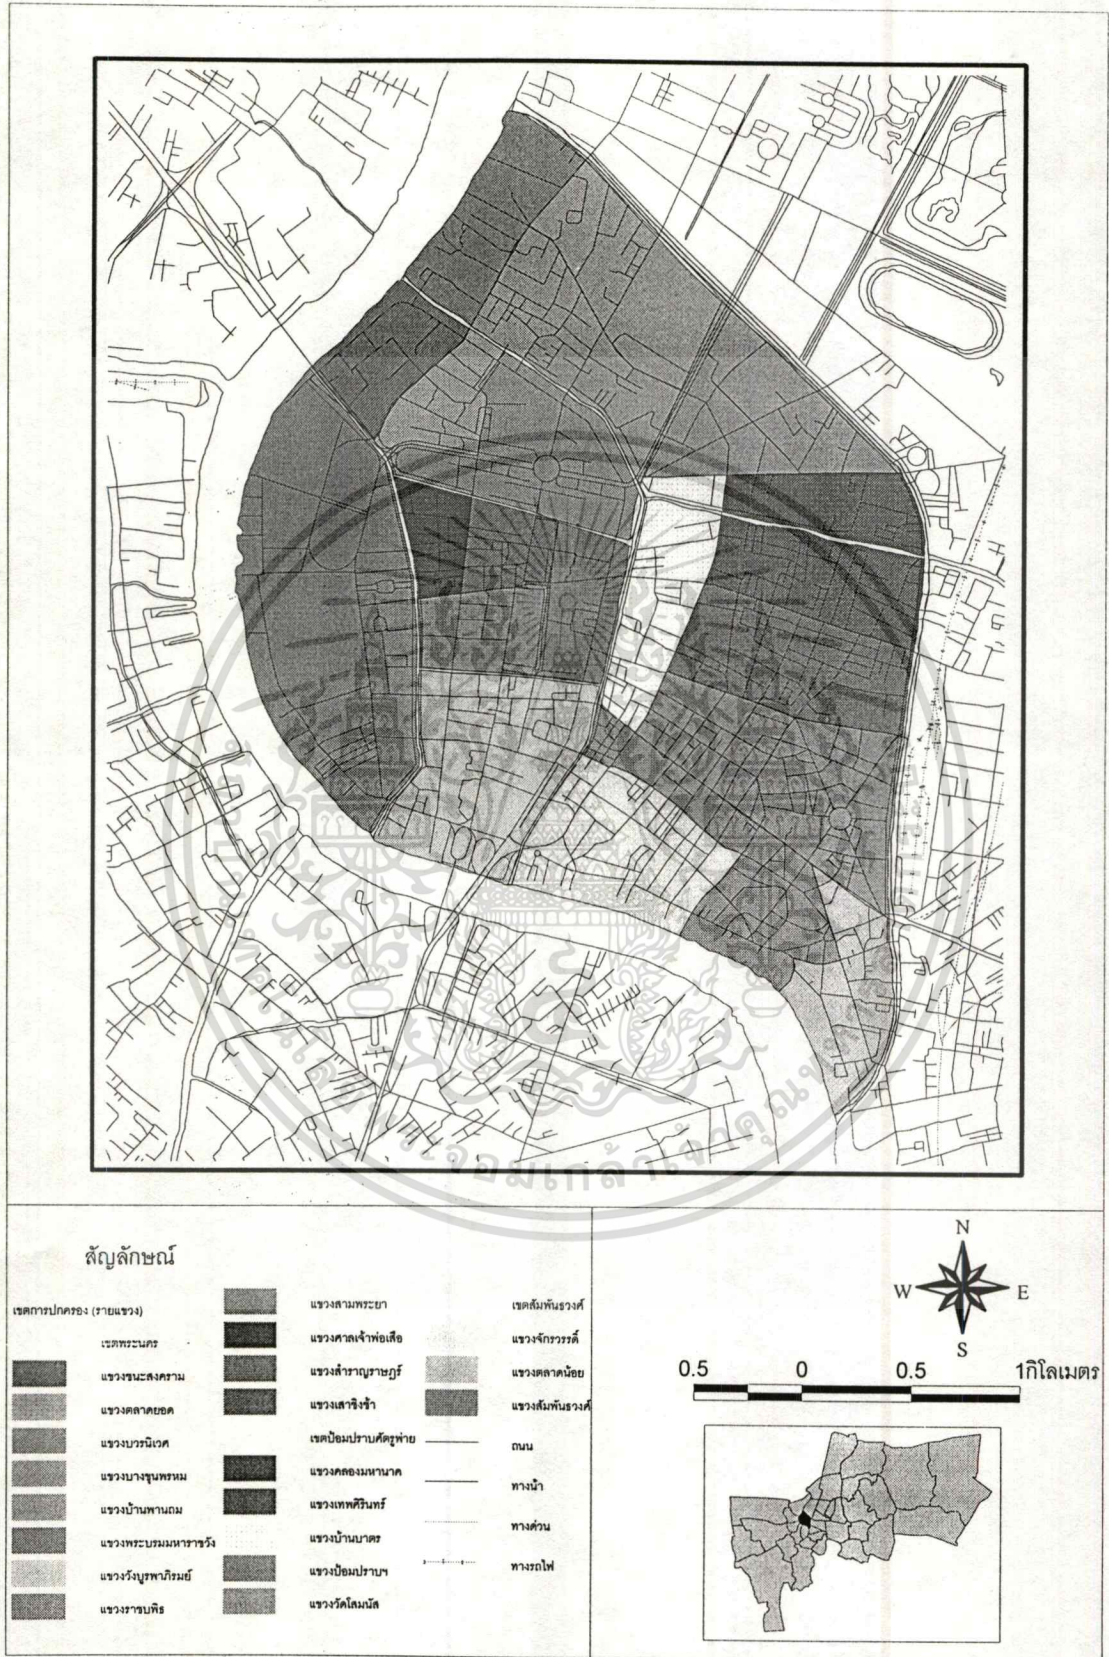 สัญลักษณ์
เขตการปกครอง (รายแขวง)
เขตพระนคร
แขวงชนะสงคราม
แขวงตลาดยอด
แขวงบวรนิเวศ
แขวงบางขุนพรหม
แขวงบ้านพานถม
แขวงพระบรมมหาราชวัง
แขวงวังบูรพาภิรมย์
แขวงราชบพิธ
แขวงสามพระยา
แขวงศาลเจ้าพ่อเสือ
แขวงสำราญราษฎร์
แขวงเสาชิงช้า
เขตป้อมปราบศัตรูพ่าย
แขวงคลองมหานาค
แขวงเทพศิรินทร์
แขวงบ้านบาตร
แขวงป้อมปราบฯ
แขวงวัดโสมนัส
เขตสัมพันธวงศ์
แขวงจักรวรรดิ์
แขวงตลาดน้อย
แขวงสัมพันธวงศ์
ถนน
ทางน้ำ
ทางด่วน
ทางรถไฟ
N
W
E
S
0.5 0 0.5 1กิโลเมตร